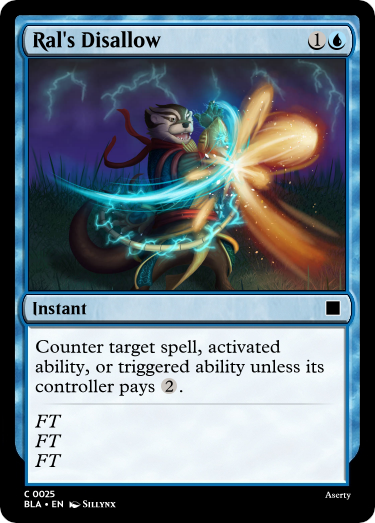 Ral's Disallow 1
Instant
Counter target spell, activated
ability, or triggered ability unless its
controller pays 2.
FT
FT
FT
C 0025
BLA • EN Sillynx
Aserty